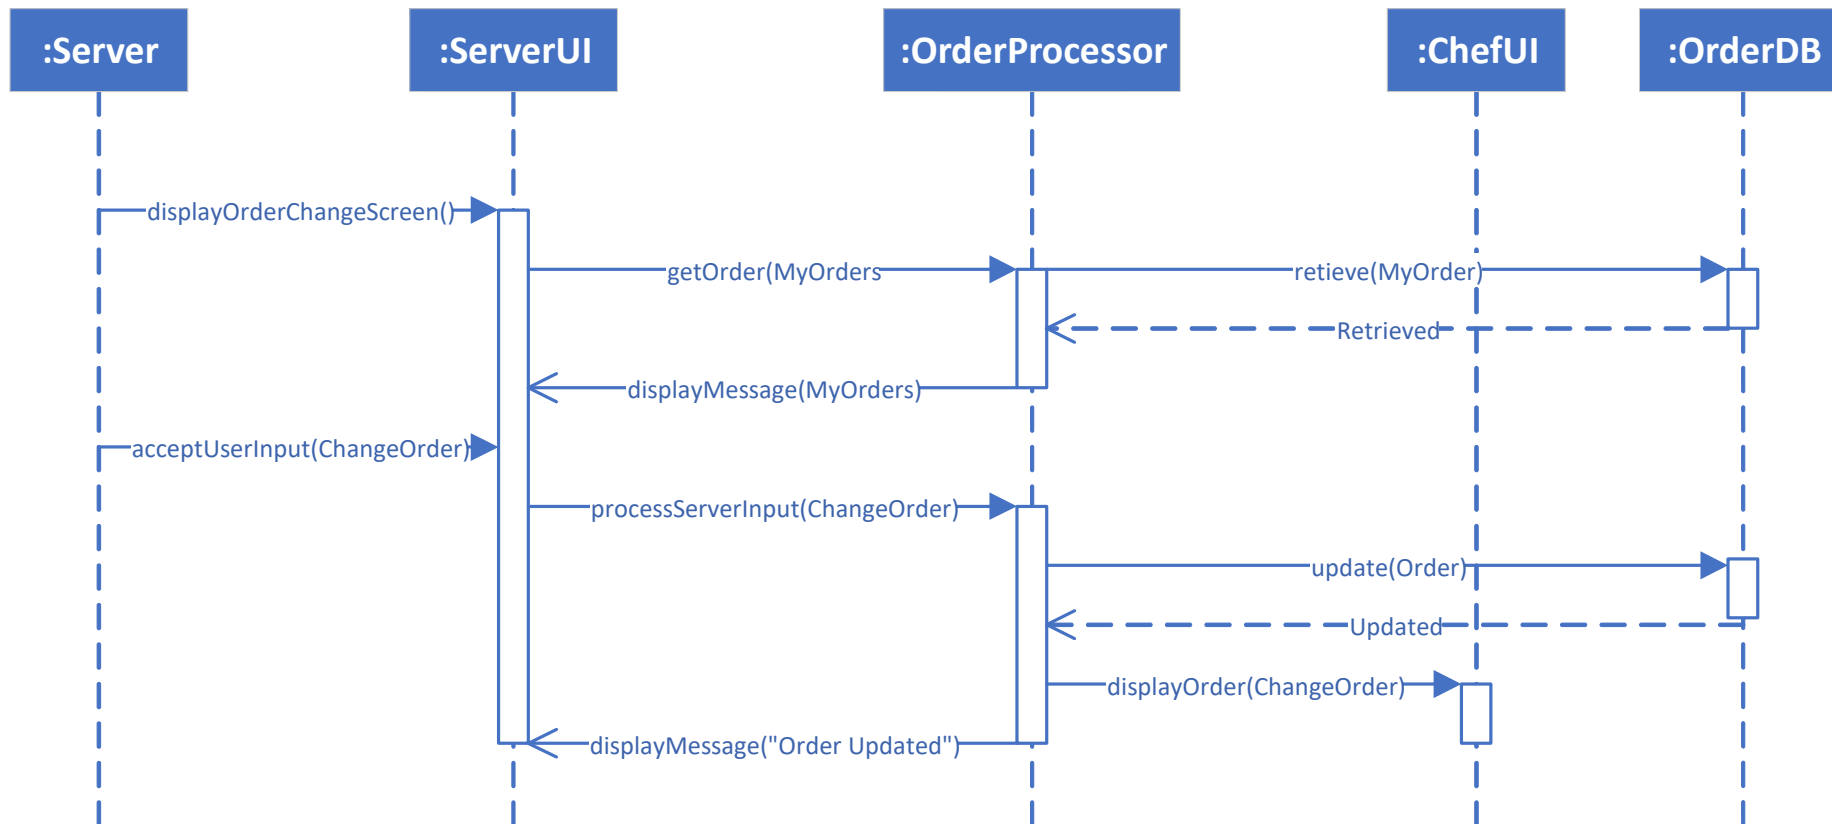 :Server
:ServerUI
:OrderProcessor
:ChefUI
:OrderDB
displayOrderChangeScreen()
getOrder(MyOrders
retieve(MyOrder)
Retrieved
displayMessage(MyOrders)
acceptUserInput(ChangeOrder)
processServerInput(ChangeOrder)
update(Order)
Updated
displayOrder(ChangeOrder)
displayMessage("Order Updated")